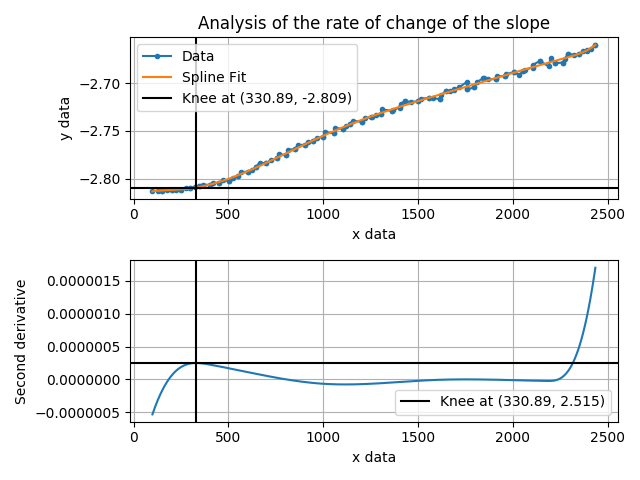 Analysis of the rate of change of the slope
Data
Spline Fit
Knee at (330.89, -2.809)
−2.70
−2.75
−2.80
y data
0
500
1000
1500
2000
2500
x data
0.0000015
0.0000010
0.0000005
0.0000000
−0.0000005
Second derivative
Knee at (330.89, 2.515)
0
500
1000
1500
2000
2500
x data